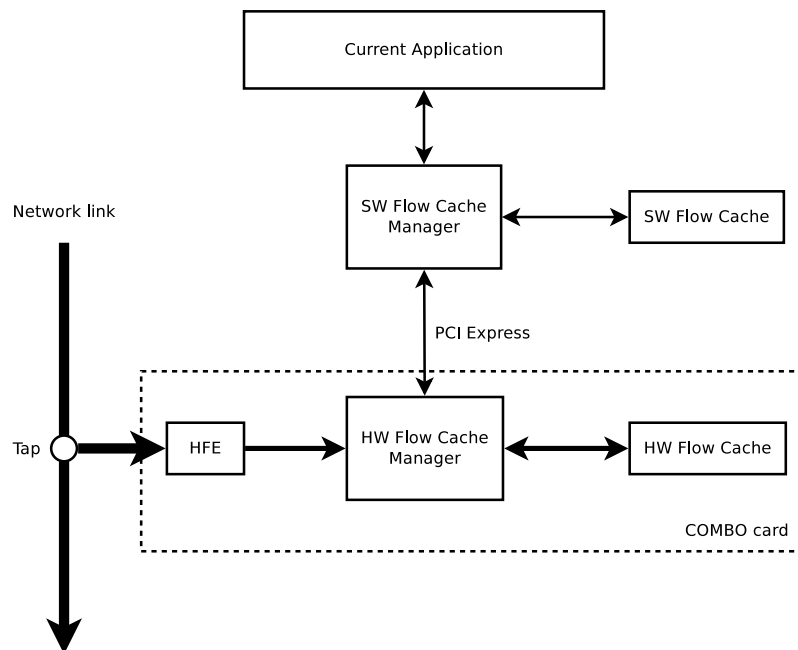 Current Application
Network link
SW Flow Cache
Manager
SW Flow Cache
PCI Express
Tap
HFE
HW Flow Cache
Manager
HW Flow Cache
COMBO card